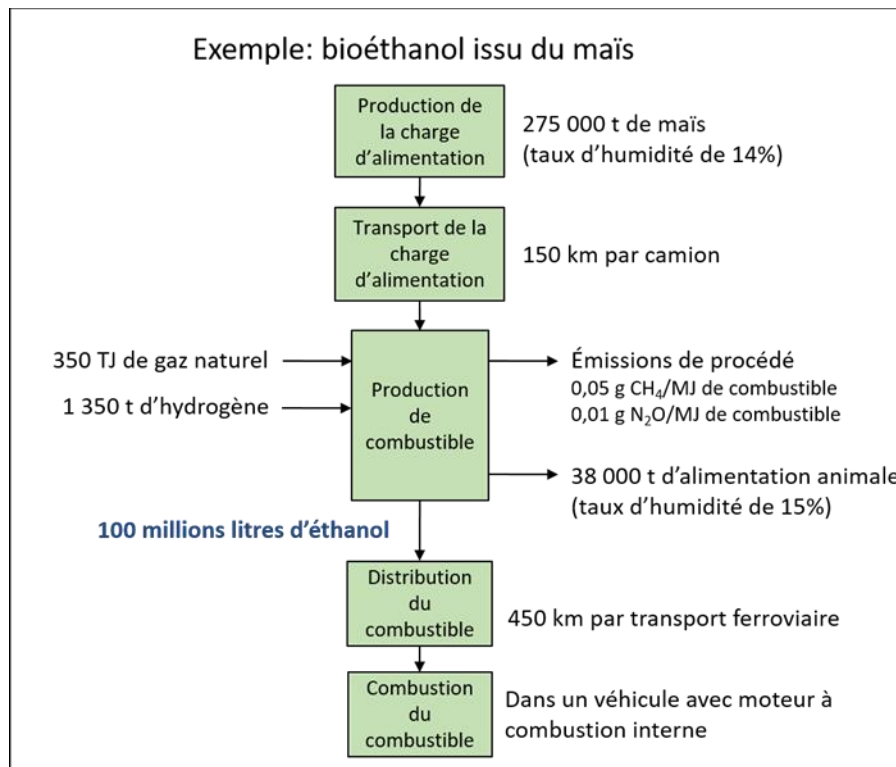 Exemple: bioéthanol issu du maïs
Production de
la charge
d'alimentation
275 000 t de maïs
(taux d'humidité de 14%)
Transport de la
charge
d'alimentation
150 km par camion
350 TJ de gaz naturel
1 350 t d'hydrogène
Production
de
combustible
Émissions de procédé
0,05 g CH₄/MJ de combustible
0,01 g N₂O/MJ de combustible
38 000 t d'alimentation animale
(taux d'humidité de 15%)
100 millions litres d'éthanol
Distribution
du
combustible
450 km par transport ferroviaire
Combustion
du
combustible
Dans un véhicule avec moteur à
combustion interne